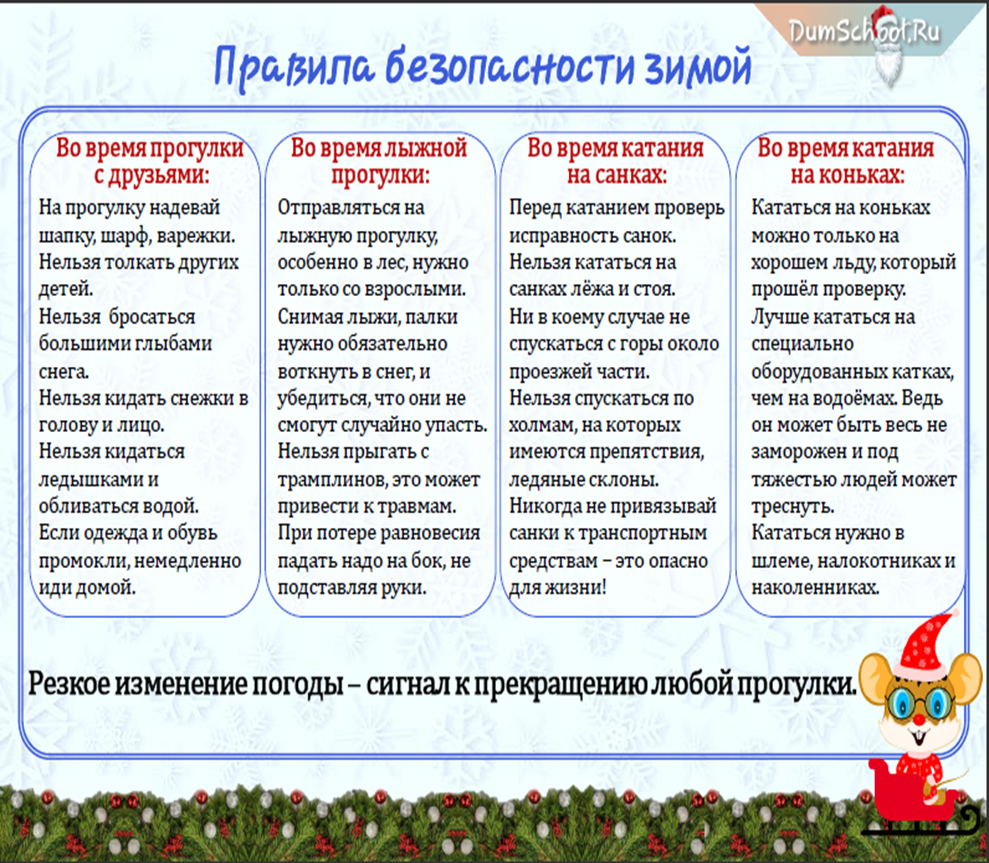 DumSchool.Ru
Правила безопасности зимой
Во время прогулки
с друзьями:
На прогулку надевай
шапку, шарф, варежки.
Нельзя толкать других
детей.
Нельзя бросаться
большими глыбами
снега.
Нельзя кидать снежки в
голову и лицо.
Нельзя кидаться
ледышками и
обливаться водой.
Если одежда и обувь
промокли, немедленно
иди домой.
Во время лыжной
прогулки:
Отправляться на
лыжную прогулку,
особенно в лес, нужно
только со взрослыми.
Снимая лыжи, палки
нужно обязательно
воткнуть в снег, и
убедиться, что они не
смогут случайно упасть.
Нельзя прыгать с
трамплинов, это может
привести к травмам.
При потере равновесия
падать надо на бок, не
подставляя руки.
Во время катания
на санках:
Перед катанием проверь
исправность санок.
Нельзя кататься на
санках лёжа и стоя.
Ни в коему случае не
спускаться с горы около
проезжей части.
Нельзя спускаться по
холмам, на которых
имеются препятствия,
ледяные склоны.
Никогда не привязывай
санки к транспортным
средствам – это опасно
для жизни!
Во время катания
на коньках:
Кататься на коньках
можно только на
хорошем льду, который
прошёл проверку.
Лучше кататься на
специально
оборудованных катках,
чем на водоёмах. Ведь
он может быть весь не
заморожен и под
тяжестью людей может
треснуть.
Кататься нужно в
шлеме, налокотниках и
наколенниках.
Резкое изменение погоды – сигнал к прекращению любой прогулки.